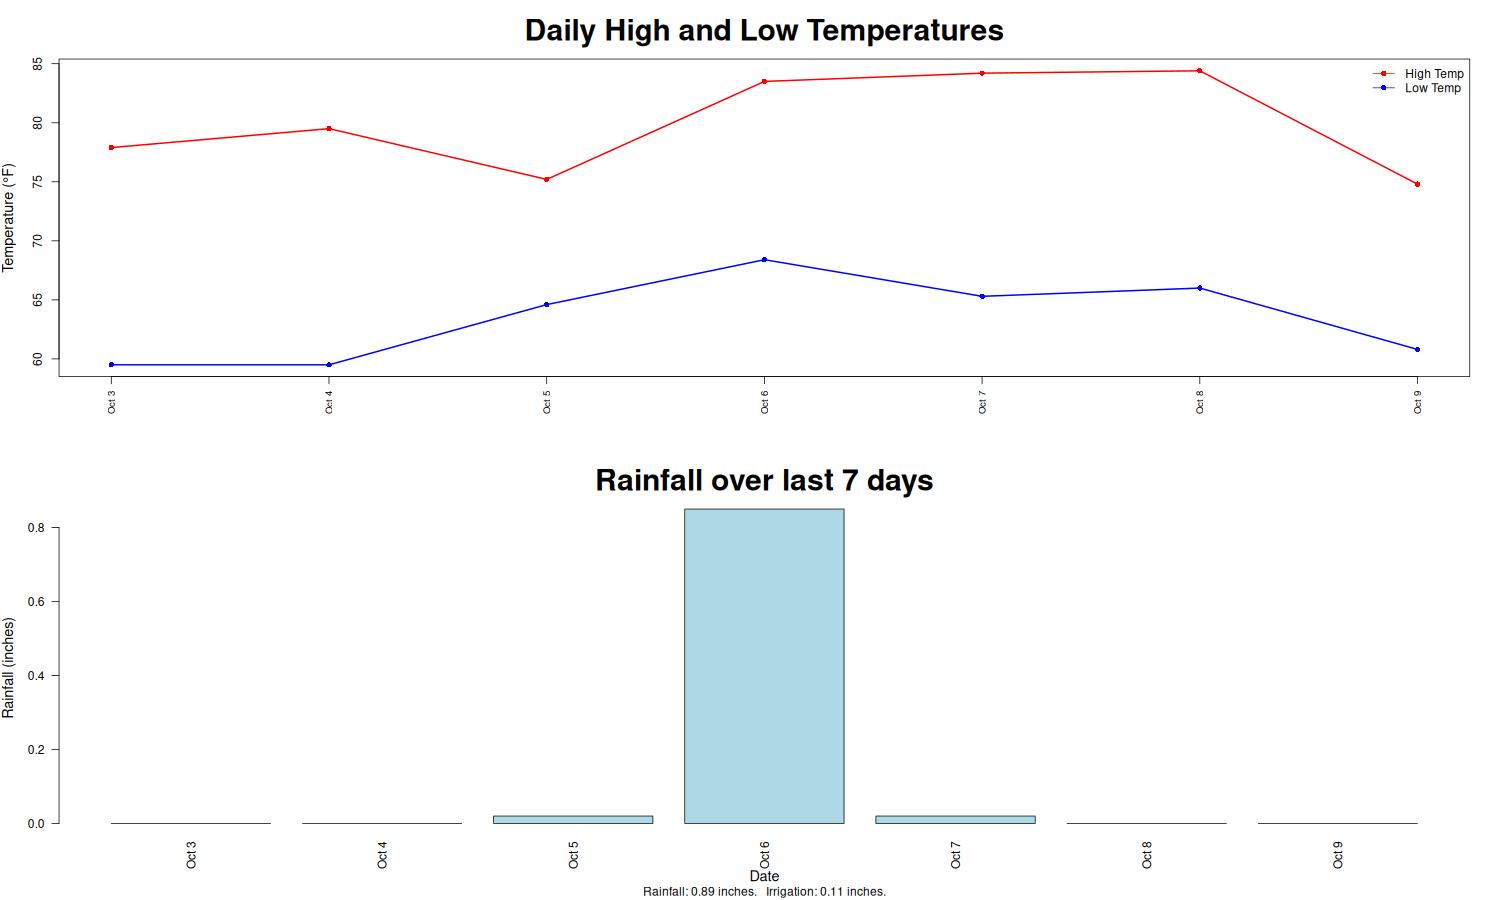 Daily High and Low Temperatures
Temperature (°F)
85
80
75
70
65
60
High Temp
Low Temp
Oct 3
Oct 4
Oct 5
Oct 6
Oct 7
Oct 8
Oct 9
Rainfall over last 7 days
Rainfall (inches)
0.8
0.6
0.4
0.2
0.0
Oct 3
Oct 4
Oct 5
Oct 6
Oct 7
Oct 8
Oct 9
Date
Rainfall: 0.89 inches.  Irrigation: 0.11 inches.